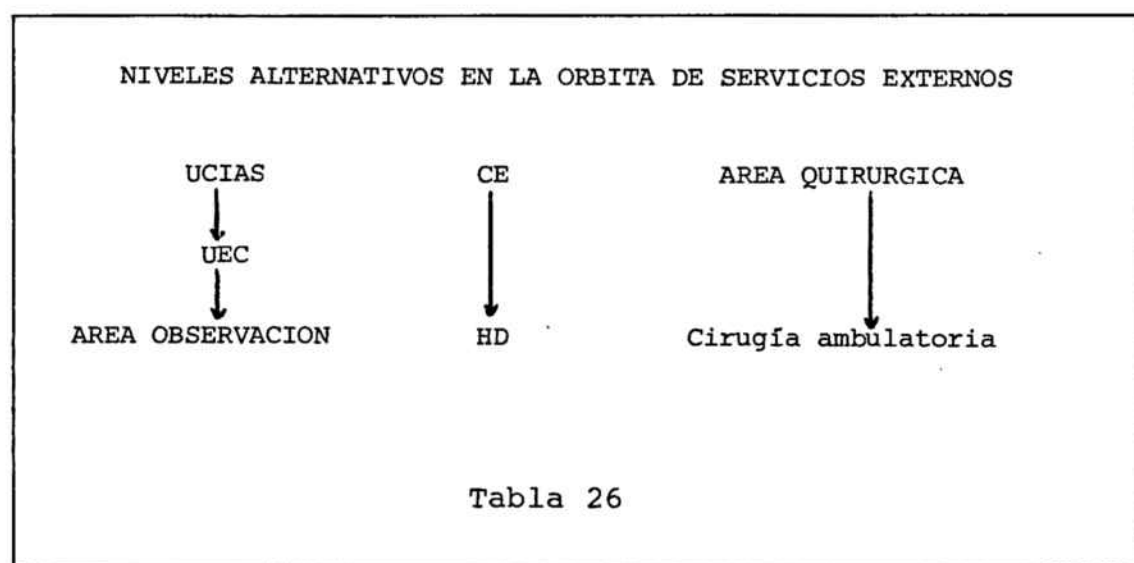 NIVELES ALTERNATIVOS EN LA ORBITA DE SERVICIOS EXTERNOS
UCIAS CE AREA QUIRURGICA
UEC
AREA OBSERVACION HD Cirugía ambulatoria
Tabla 26